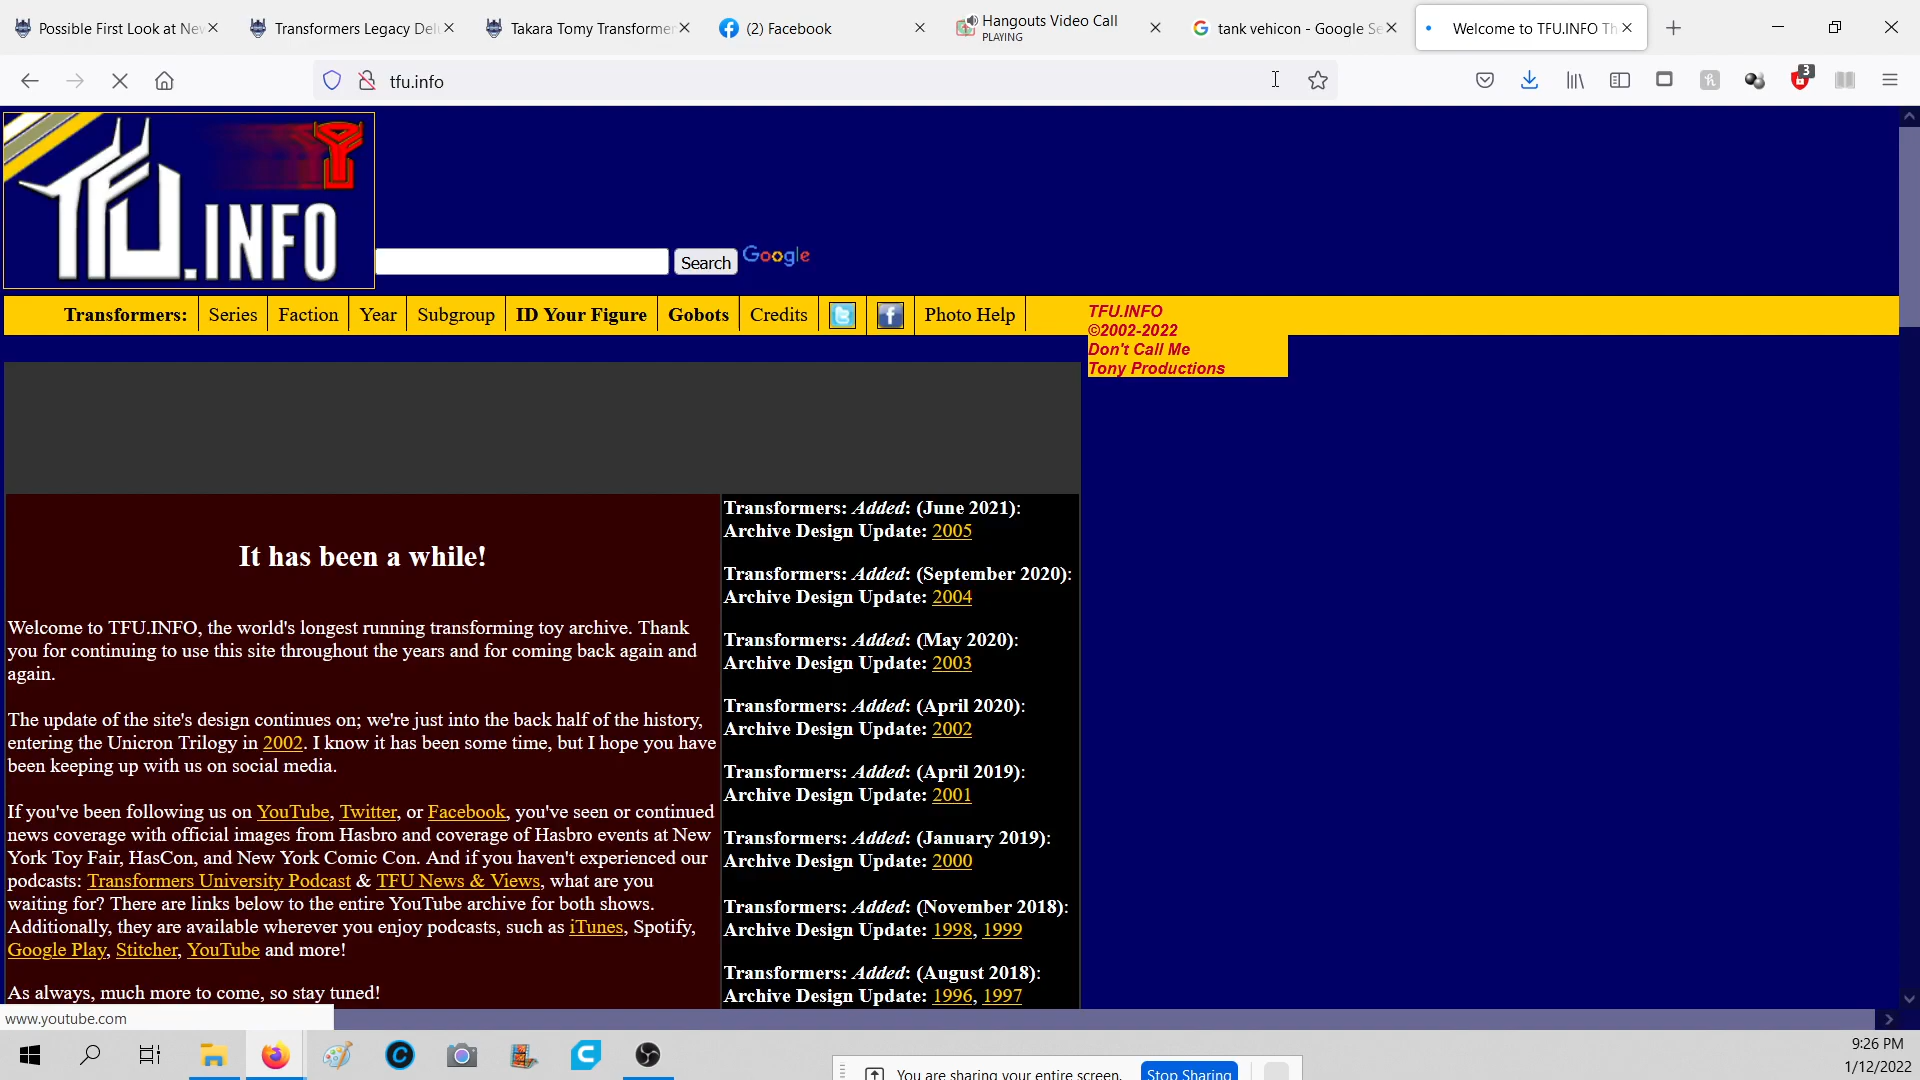 Possible First Look at Nev
Transformers Legacy Del
Takara Tomy Transformer
(2) Facebook
Hangouts Video Call
PLAYING
tank vehicon - Google Se
Welcome to TFU.INFO Th
tfu.info
3
TFU.INFO
Search Google
Transformers: Series Faction Year Subgroup ID Your Figure Gobots Credits Photo Help
TFU.INFO
©2002-2022
Don't Call Me
Tony Productions
It has been a while!
Welcome to TFU.INFO, the world's longest running transforming toy archive. Thank
you for continuing to use this site throughout the years and for coming back again and
again.
The update of the site's design continues on; we're just into the back half of the history,
entering the Unicron Trilogy in 2002. I know it has been some time, but I hope you have
been keeping up with us on social media.
If you've been following us on YouTube, Twitter, or Facebook, you've seen or continued
news coverage with official images from Hasbro and coverage of Hasbro events at New
York Toy Fair, HasCon, and New York Comic Con. And if you haven't experienced our
podcasts: Transformers University Podcast & TFU News & Views, what are you
waiting for? There are links below to the entire YouTube archive for both shows.
Additionally, they are available wherever you enjoy podcasts, such as iTunes, Spotify,
Google Play, Stitcher, YouTube and more!
As always, much more to come, so stay tuned!
Transformers: Added: (June 2021):
Archive Design Update: 2005
Transformers: Added: (September 2020):
Archive Design Update: 2004
Transformers: Added: (May 2020):
Archive Design Update: 2003
Transformers: Added: (April 2020):
Archive Design Update: 2002
Transformers: Added: (April 2019):
Archive Design Update: 2001
Transformers: Added: (January 2019):
Archive Design Update: 2000
Transformers: Added: (November 2018):
Archive Design Update: 1998, 1999
Transformers: Added: (August 2018):
Archive Design Update: 1996, 1997
www.youtube.com
You are sharing your entire screen.
Stop Sharing
9:26 PM
1/12/2022